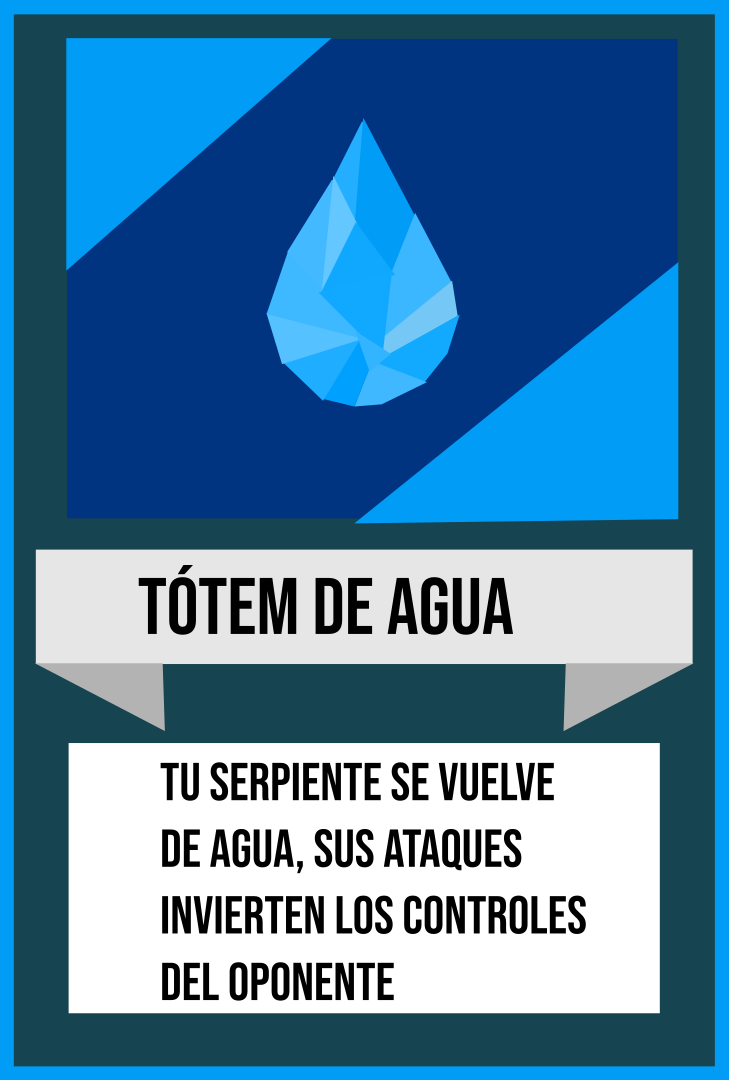 TÓTEM DE AGUA
TU SERPIENTE SE VUELVE
DE AGUA, SUS ATAQUES
INVIERTEN LOS CONTROLES
DEL OPONENTE